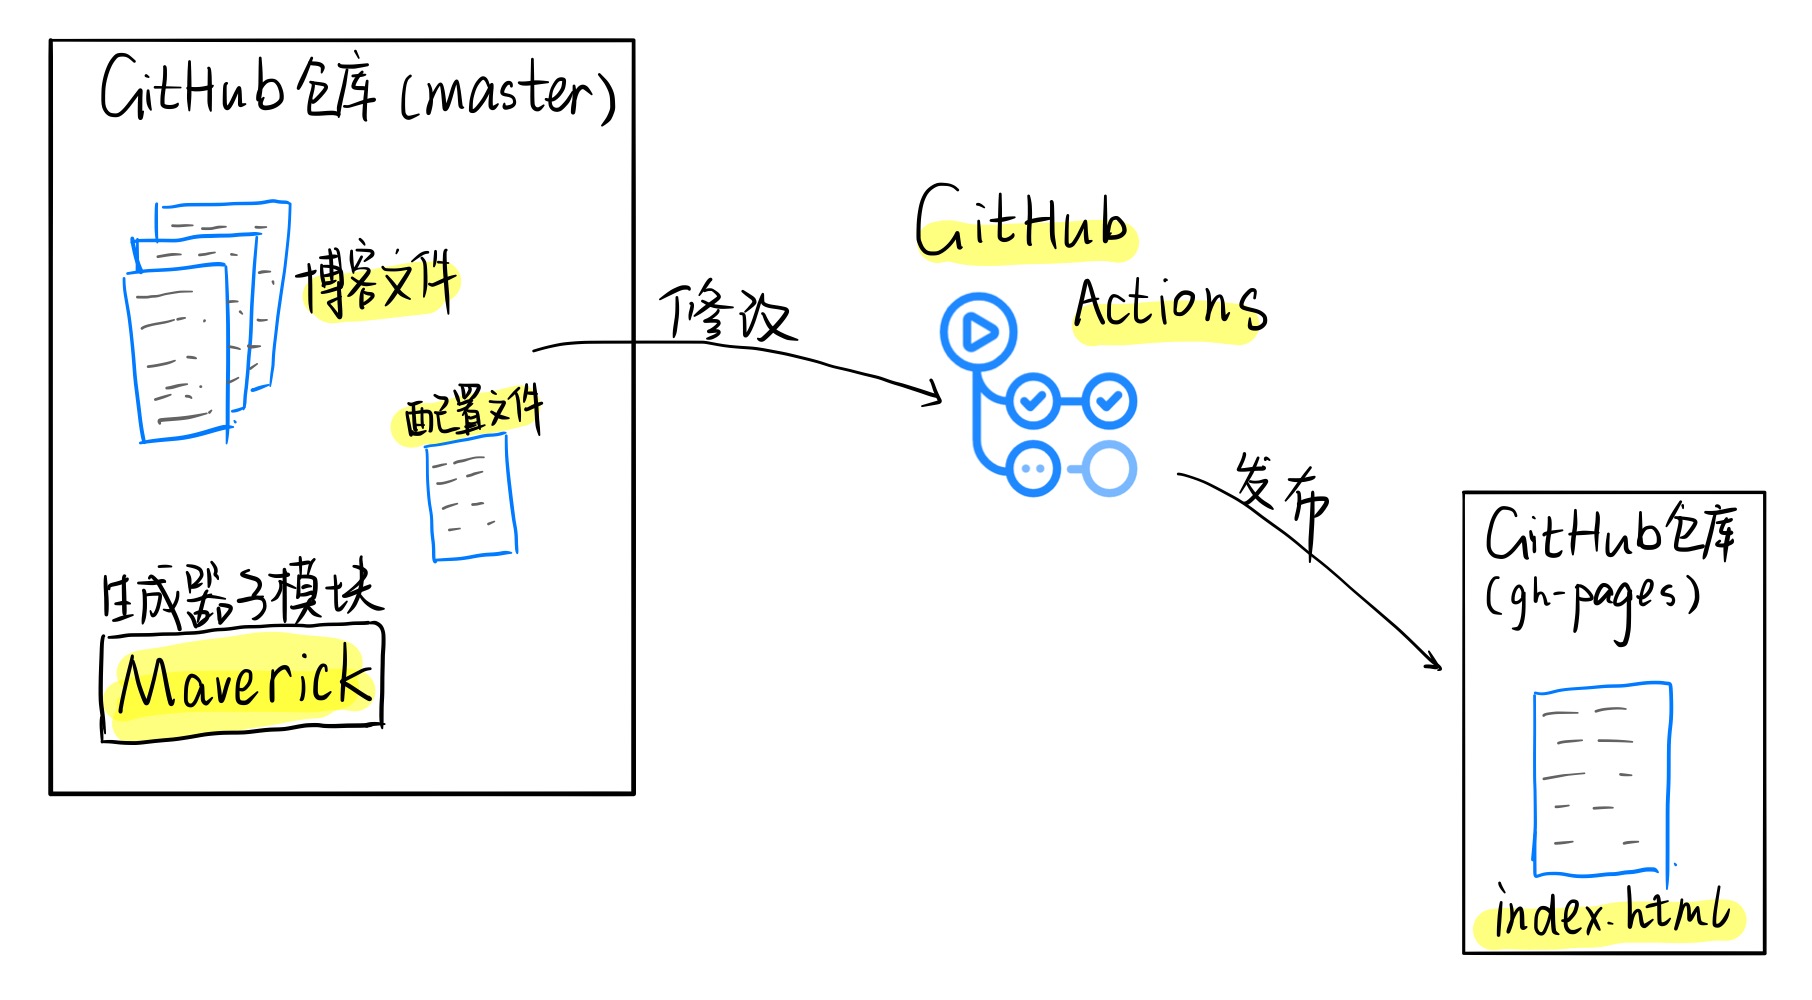 GitHub仓库(master)
博客文件
配置文件
生成器子模块
Maverick
修改
GitHub
Actions
发布
GitHub仓库
(gh-pages)
index.html